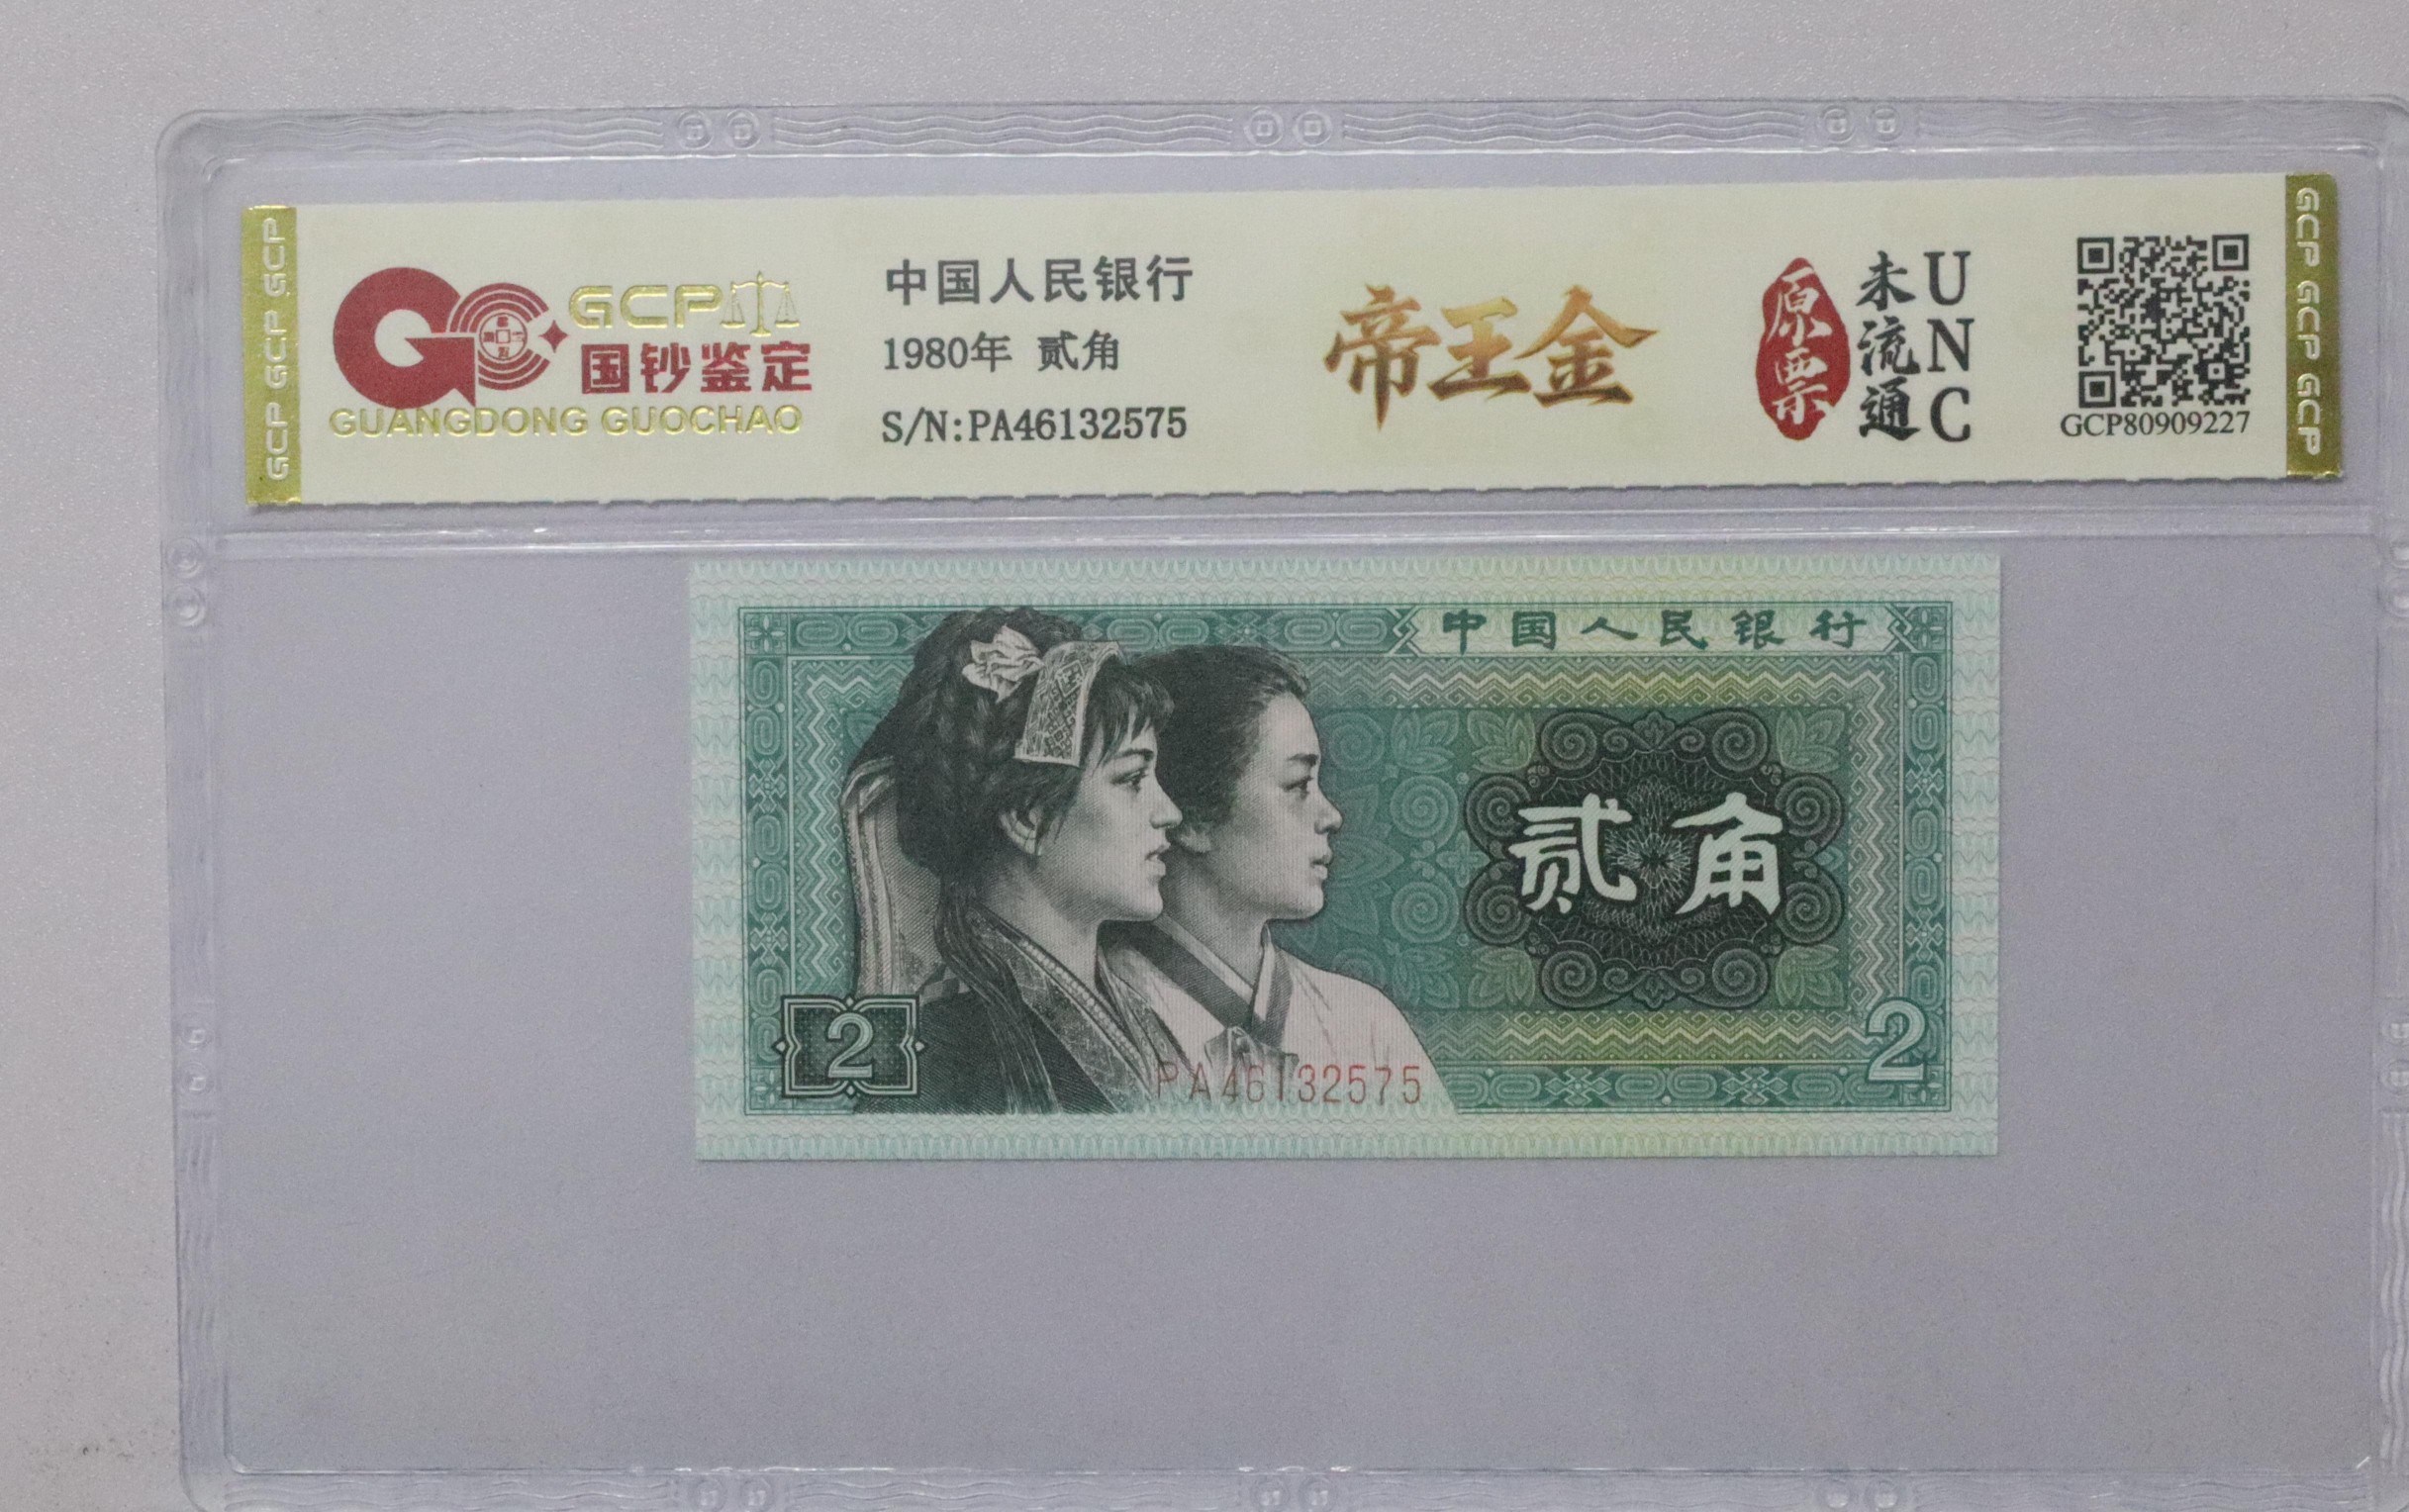 GCP GCP GCP
GCP
国钞鉴定
GUANGDONG GUOCHAO
中国人民银行
1980年 贰角
S/N:PA46132575
帝王金
原票
未流通
UNC
GCP80909227
GCP GCP GCP
中国人民银行
贰角
2
2
PA46132575